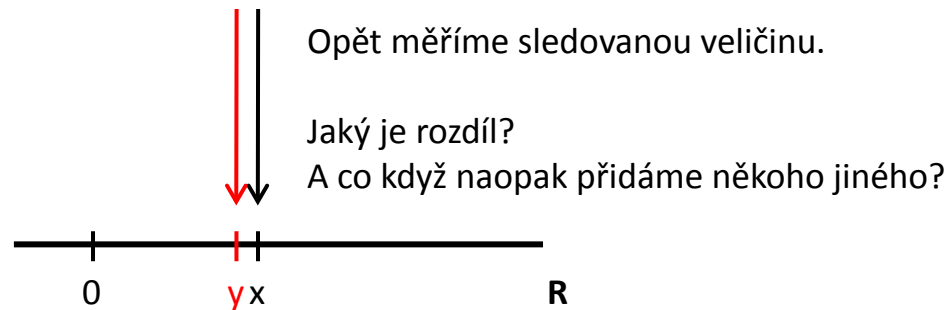 Opět měříme sledovanou veličinu.
Jaký je rozdíl?
A co když naopak přidáme někoho jiného?
0 y x R